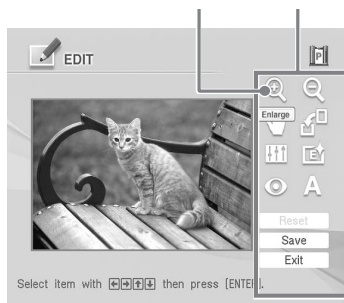 EDIT
P
Enlarge
E
A
Reset
Save
Exit
Select item with ←→↑↓ then press [ENTER].